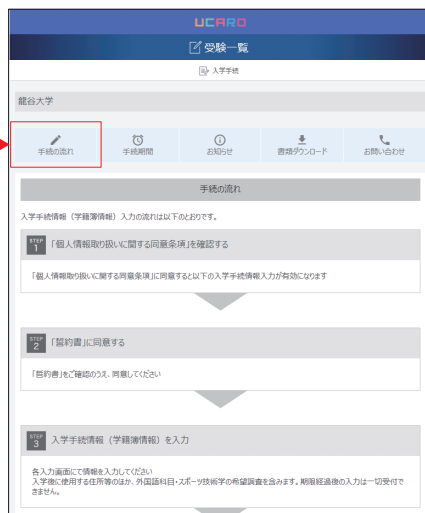 UCARO
受験一覧
入学手続
龍谷大学
手続の流れ
手続期間
お知らせ
書類ダウンロード
お問い合わせ
手続の流れ
入学手続情報（学籍簿情報）入力の流れは以下のとおりです。
STEP 1 「個人情報取り扱いに関する同意条項」を確認する
「個人情報取り扱いに関する同意条項」に同意すると以下の入学手続情報入力が有効になります
STEP 2 「誓約書」に同意する
「誓約書」をご確認のうえ、同意してください
STEP 3 入学手続情報（学籍簿情報）を入力
各入力画面にて情報を入力してください
入学後に使用する住所等のほか、外国語科目・スポーツ技術学の希望調査を含みます。期限経過後の入力は一切受付で
きません。